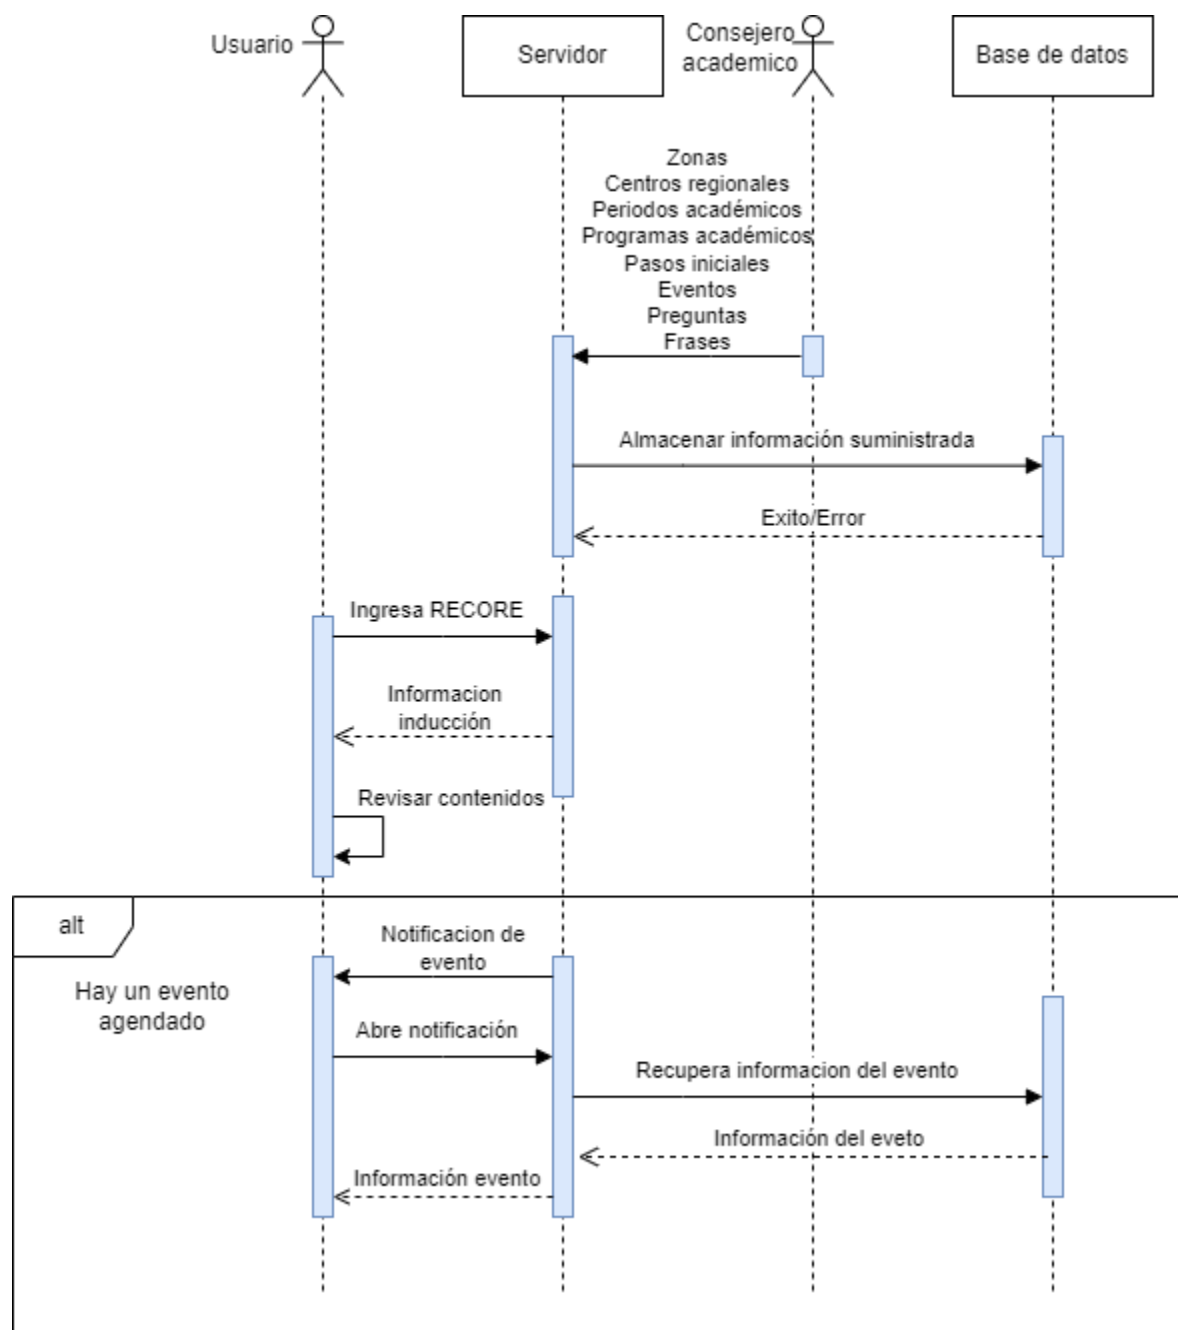 Usuario
Servidor
Consejero
academico
Base de datos
Zonas
Centros regionales
Periodos académicos
Programas académicos
Pasos iniciales
Eventos
Preguntas
Frases
Almacenar información suministrada
Exito/Error
Ingresa RECORE
Informacion
inducción
Revisar contenidos
alt
Notificacion de
evento
Hay un evento
agendado
Abre notificación
Recupera informacion del evento
Información del eveto
Información evento